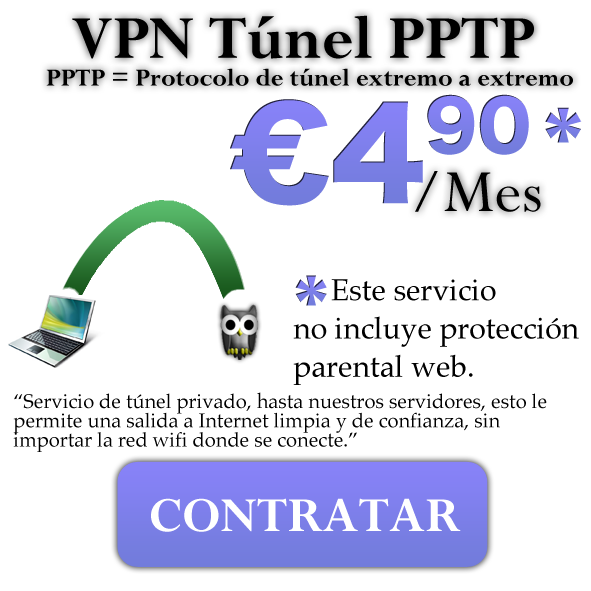 VPN Túnel PPTP
PPTP = Protocolo de túnel extremo a extremo
€4 90 *
/Mes
* Este servicio
no incluye protección
parental web.
“Servicio de túnel privado, hasta nuestros servidores, esto le
permite una salida a Internet limpia y de confianza, sin
importar la red wifi donde se conecte.”
CONTRATAR